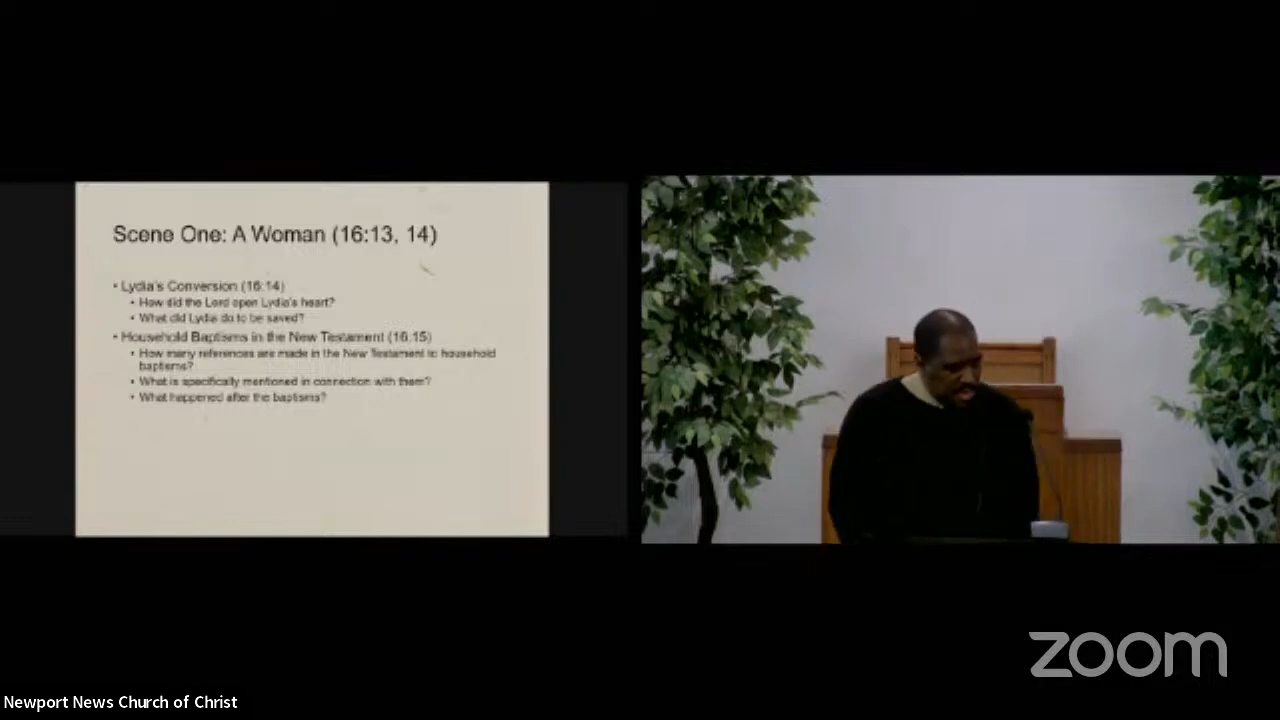 Scene One: A Woman (16:13, 14)
• Lydia's Conversion (16:14)
• How did the Lord open Lydia's heart?
• What did Lydia do to be saved?
• Household Baptisms in the New Testament (16:15)
• How many references are made in the New Testament to household
baptisms?
• What is specifically mentioned in connection with them?
• What happened after the baptisms?
zoom
Newport News Church of Christ